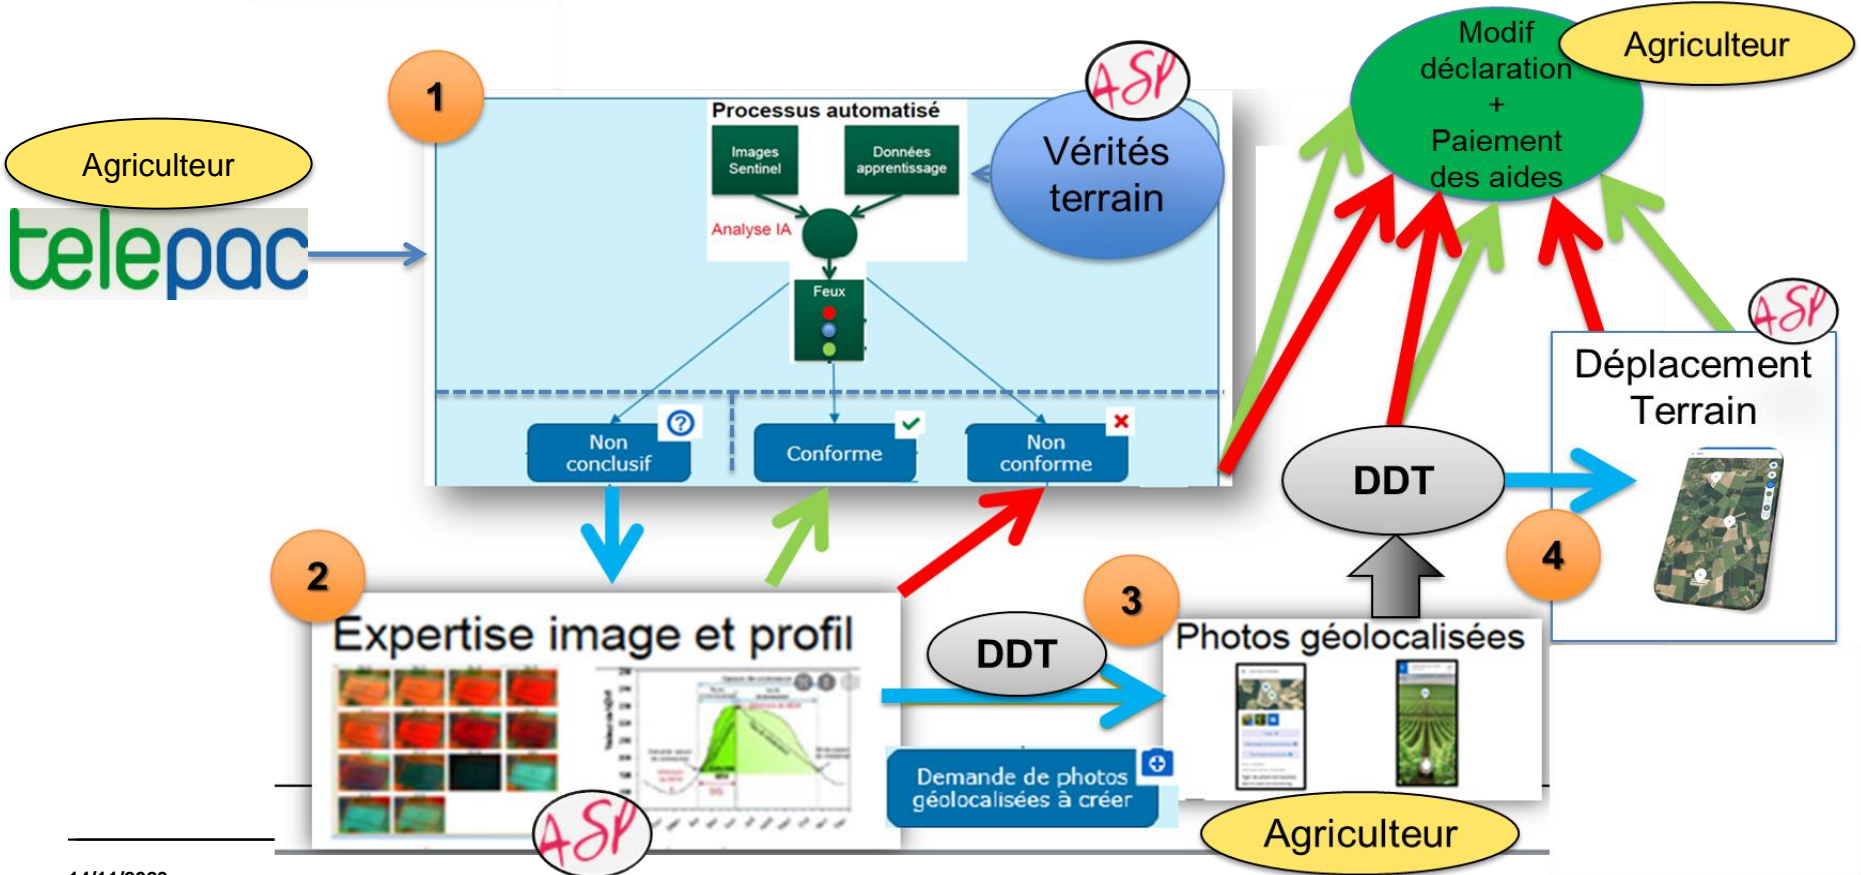 Modif
déclaration
+
Paiement
des aides
Agriculteur
1
ASP
Processus automatisé
Images
Sentinel
Données
apprentissage
Vérités
terrain
Analyse IA
Agriculteur
telepac
Feux
ASP
Déplacement
Terrain
?
Non
conclusif
Conforme
Non
conforme
DDT
4
2
3
Expertise image et profil
DDT
Photos géolocalisées
Demande de photos
géolocalisées à créer
ASP
Agriculteur